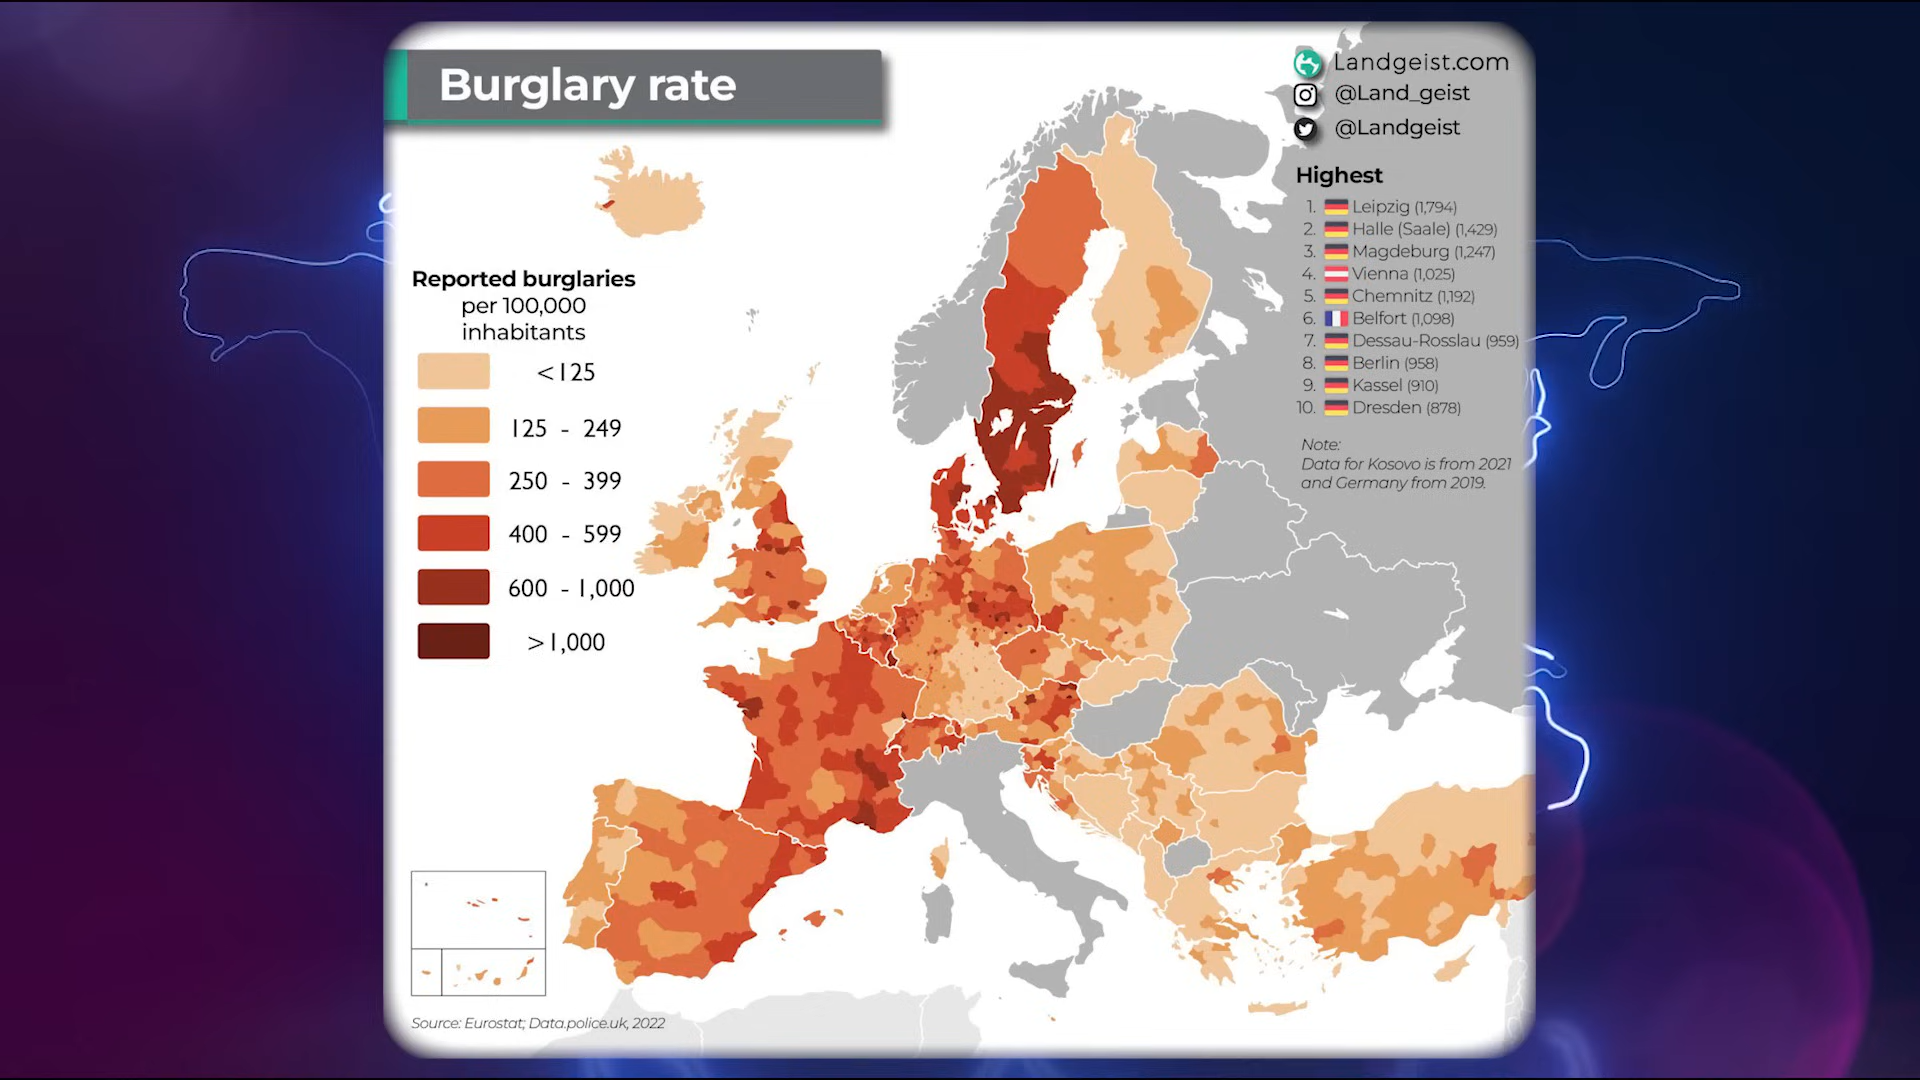 Burglary rate
Landgeist.com
@Land_geist
@Landgeist
Highest
1. Leipzig (1,794)
2. Halle (Saale) (1,429)
3. Magdeburg (1,247)
4. Vienna (1,025)
5. Chemnitz (1,192)
6. Belfort (1,098)
7. Dessau-Rosslau (959)
8. Berlin (958)
9. Kassel (910)
10. Dresden (878)
Note:
Data for Kosovo is from 2021
and Germany from 2019.
Reported burglaries
per 100,000
inhabitants
<125
125 - 249
250 - 399
400 - 599
600 - 1,000
>1,000
Source: Eurostat; Data.police.uk, 2022